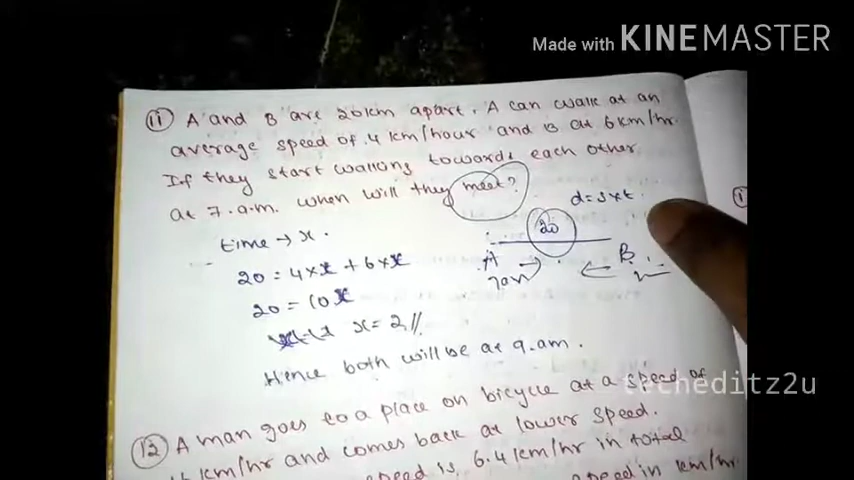 Made with KINEMASTER
11 A and B are 20km apart. A can walk at an
average speed of 4 km/hour and B at 6km/hr.
If they start walking towards each other
at 7.a.m. when will they meet?
d=s×t
time → x.
20
A
B
20 = 4×x + 6×x
20 = 10x
x = 2//
Hence both will be at 9.am.
techeditz2u
12 A man goes to a place on bicycle at a speed of
km/hr and comes back at lower speed.
speed is 6.4 km/hr in total
speed in km/hr